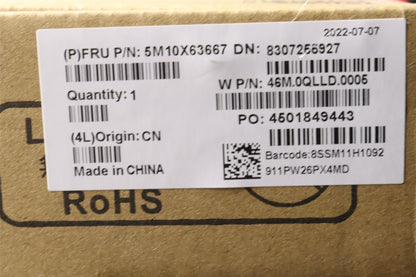 2022-07-07
(P)FRU P/N: 5M10X63667 DN: 8307256927
Quantity: 1
W P/N: 46M.0QLLD.0005
PO: 4501849443
(4L)Origin: CN
Barcode:8SSM11H1092
Made in CHINA
911PW26PX4MD
RoHS